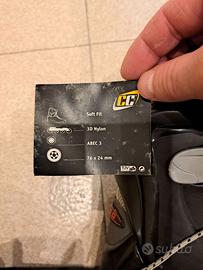 CC
Soft Fit
3D Nylon
ABEC 3
76 x 24 mm
subito